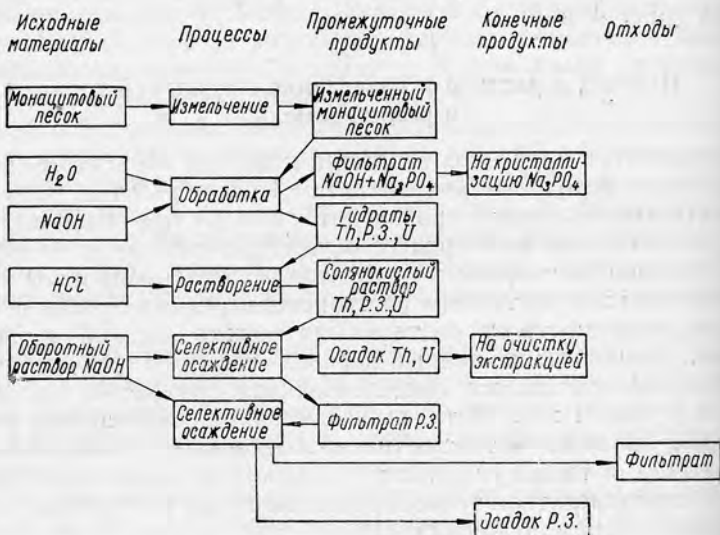 Исходные
материалы
Процессы
Промежуточные
продукты
Конечные
продукты
Отходы
Монацитовый
песок
Измельчение
Измельченный
монацитовый
песок
H₂O
NaOH
Обработка
Фильтрат
NaOH+Na₃PO₄
На кристалли-
зацию Na₃PO₄
Гидраты
Th, Р.З., U
HCl
Растворение
Солянокислый
раствор
Th, Р.З., U
Оборотный
раствор NaOH
Селективное
осаждение
Осадок Th, U
На очистку
экстракцией
Селективное
осаждение
Фильтрат Р.З.
Фильтрат
Осадок Р.З.